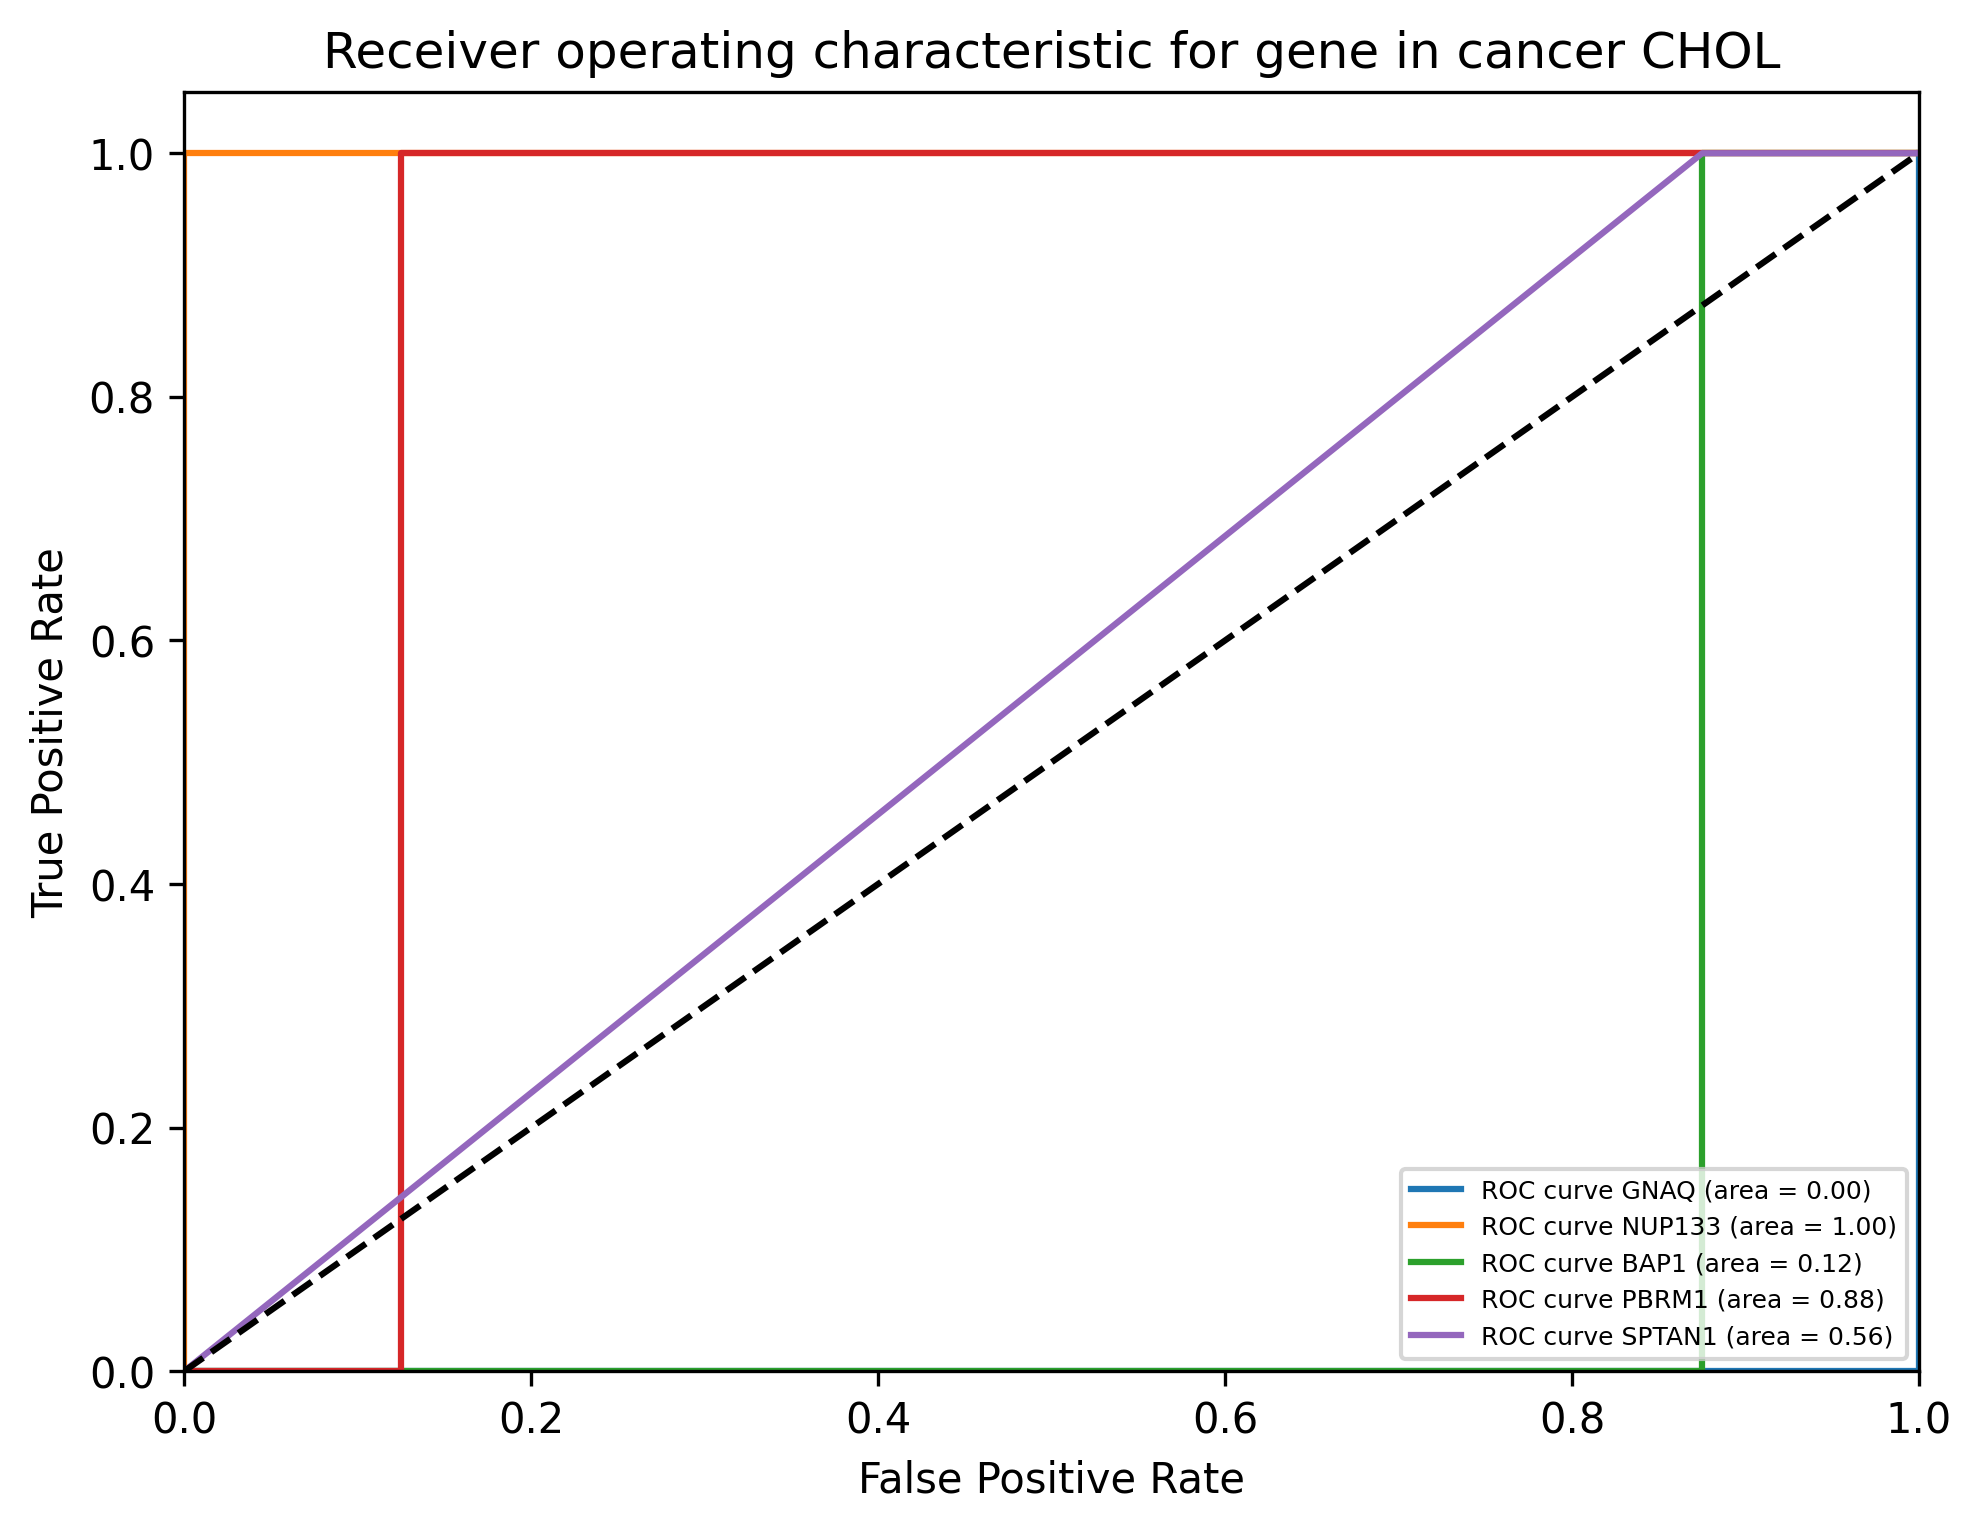 Receiver operating characteristic for gene in cancer CHOL
True Positive Rate
1.0
0.8
0.6
0.4
0.2
0.0
ROC curve GNAQ (area = 0.00)
ROC curve NUP133 (area = 1.00)
ROC curve BAP1 (area = 0.12)
ROC curve PBRM1 (area = 0.88)
ROC curve SPTAN1 (area = 0.56)
0.0 0.2 0.4 0.6 0.8 1.0
False Positive Rate